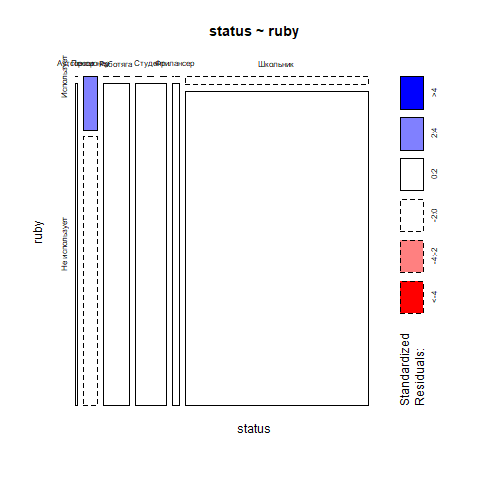 status ~ ruby
Работяга
Студент
Фрилансер
Школьник
Использует
Не использует
ruby
status
>4
2:4
0:2
-2:0
-4:-2
<-4
Standardized
Residuals: